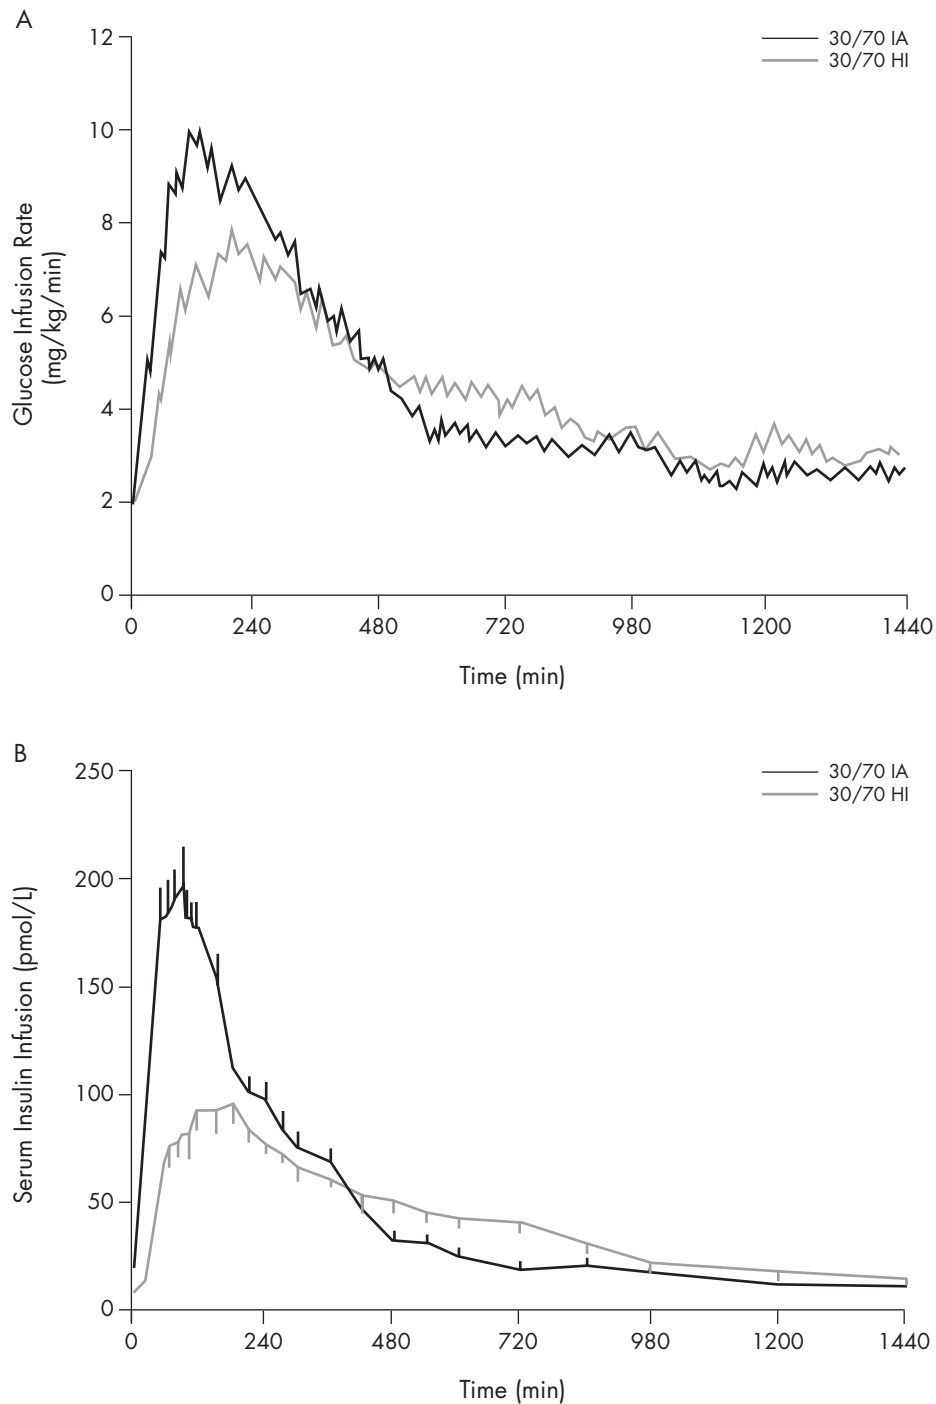 A
30/70 IA
30/70 HI
12
10
8
6
4
2
0
Glucose Infusion Rate
(mg/kg/min)
0 240 480 720 980 1200 1440
Time (min)
B
30/70 IA
30/70 HI
250
200
150
100
50
0
Serum Insulin Infusion (pmol/L)
0 240 480 720 980 1200 1440
Time (min)